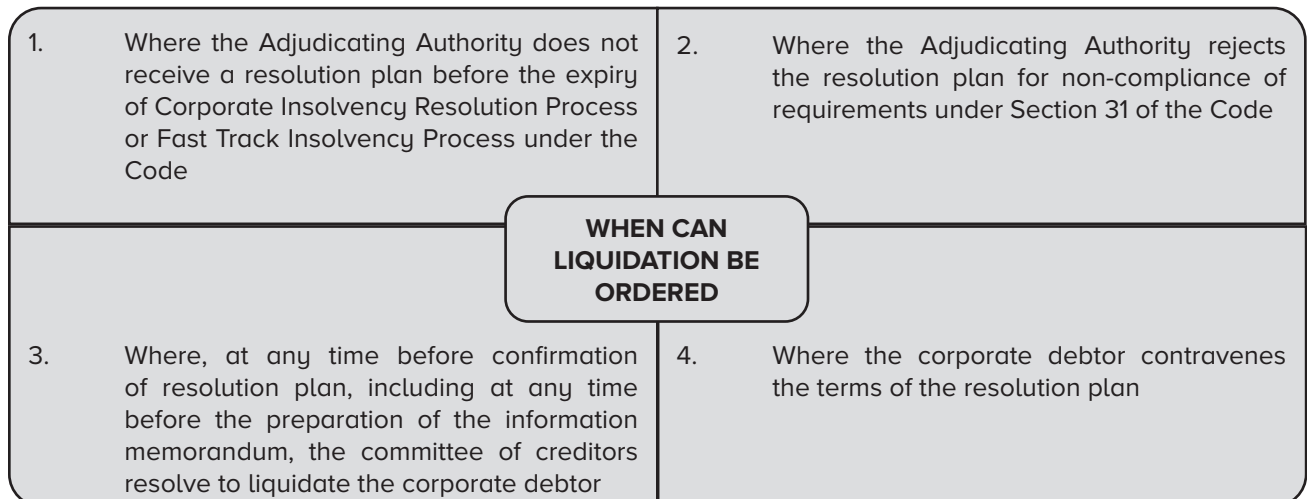 1. Where the Adjudicating Authority does not
receive a resolution plan before the expiry
of Corporate Insolvency Resolution Process
or Fast Track Insolvency Process under the
Code
2. Where the Adjudicating Authority rejects
the resolution plan for non-compliance of
requirements under Section 31 of the Code
WHEN CAN
LIQUIDATION BE
ORDERED
3. Where, at any time before confirmation
of resolution plan, including at any time
before the preparation of the information
memorandum, the committee of creditors
resolve to liquidate the corporate debtor
4. Where the corporate debtor contravenes
the terms of the resolution plan